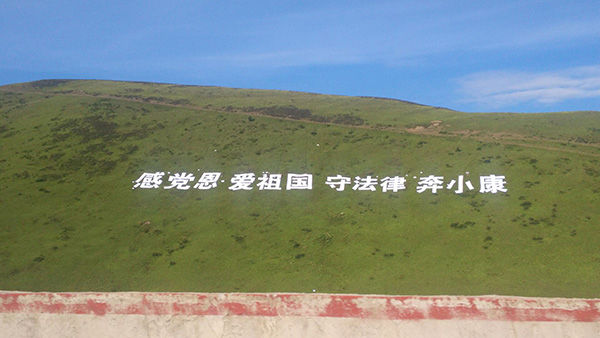 感党恩 爱祖国 守法律 奔小康